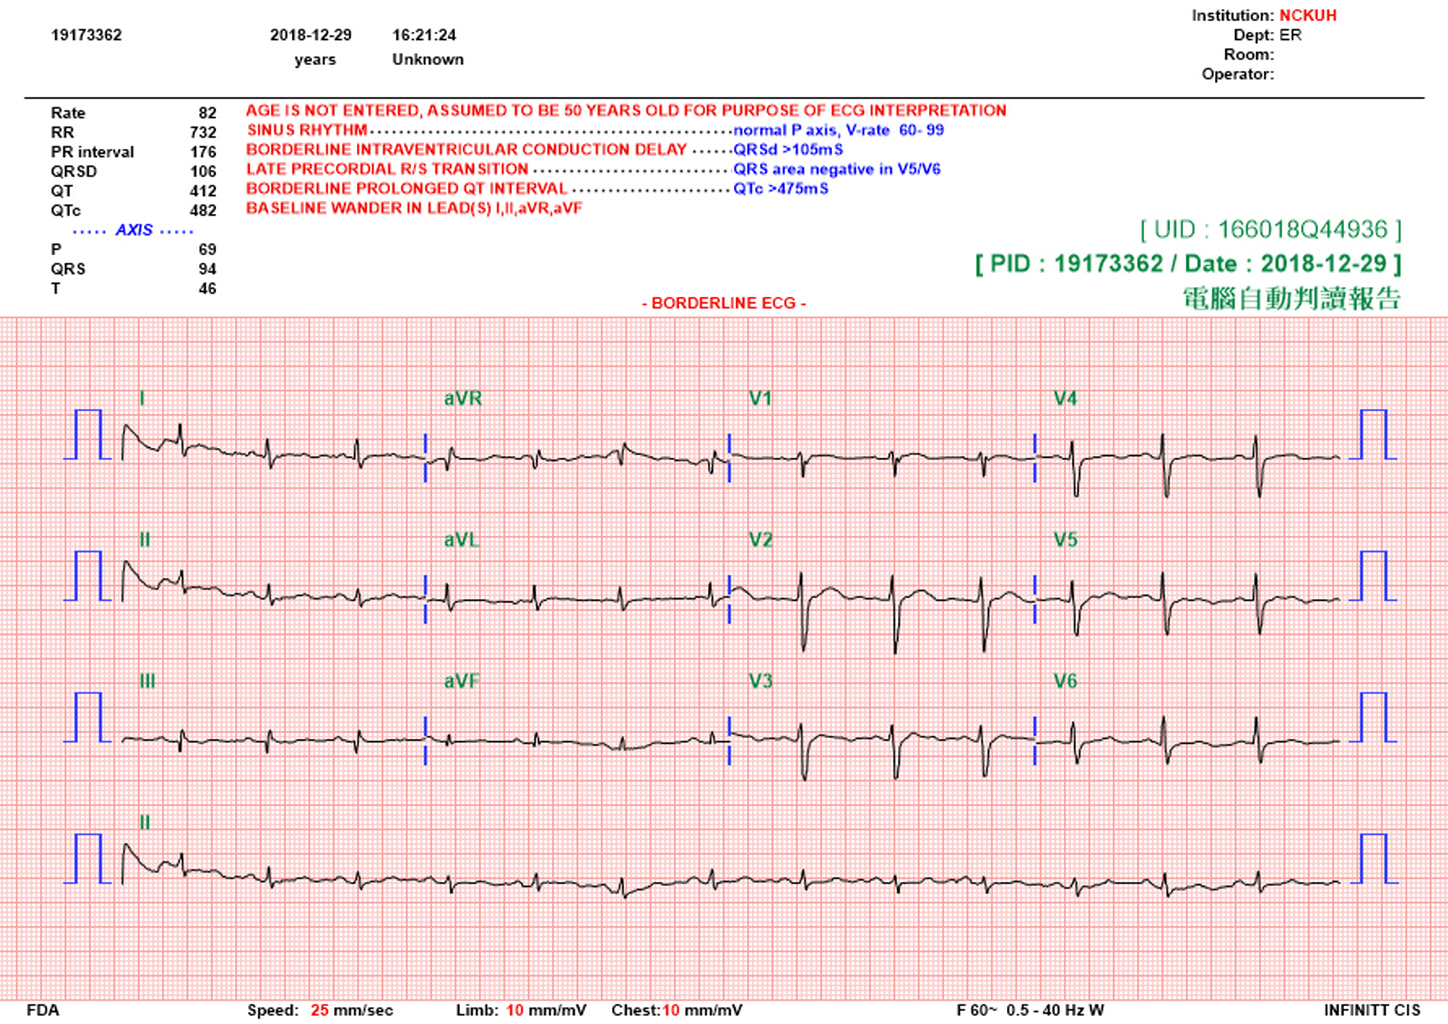 Institution: NCKUH
19173362 2018-12-29 16:21:24 Dept: ER
years Unknown Room:
Operator:
Rate 82 AGE IS NOT ENTERED, ASSUMED TO BE 50 YEARS OLD FOR PURPOSE OF ECG INTERPRETATION
RR 732 SINUS RHYTHM normal P axis, V-rate 60- 99
PR interval 176 BORDERLINE INTRAVENTRICULAR CONDUCTION DELAY QRSd >105mS
QRSD 106 LATE PRECORDIAL R/S TRANSITION QRS area negative in V5/V6
QT 412 BORDERLINE PROLONGED QT INTERVAL QTc >475mS
QTc 482 BASELINE WANDER IN LEAD(S) I,II,aVR,aVF
..... AXIS ..... [ UID : 166018Q44936 ]
P 69
QRS 94 [ PID : 19173362 / Date : 2018-12-29 ]
T 46 電腦自動判讀報告
- BORDERLINE ECG -
I aVR V1 V4
II aVL V2 V5
III aVF V3 V6
II
FDA Speed: 25 mm/sec Limb: 10 mm/mV Chest:10 mm/mV F 60~ 0.5 - 40 Hz W INFINITT CIS